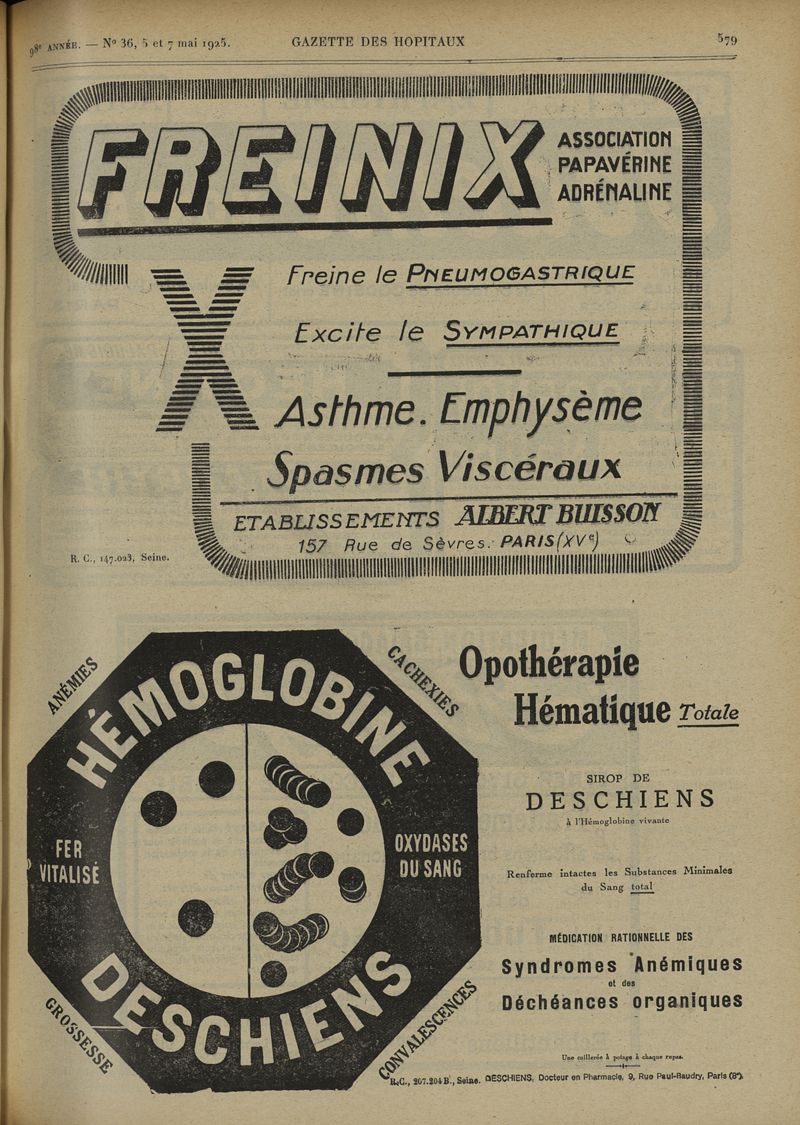 98e ANNÉE. — N° 36, 5 et 7 mai 1925.
GAZETTE DES HOPITAUX
579
FREINIX
ASSOCIATION
PAPAVÉRINE
ADRÉNALINE
X
Freine le PNEUMOGASTRIQUE
Excite le SYMPATHIQUE
Asthme. Emphysème
Spasmes Viscéraux
ETABLISSEMENTS ALBERT BUISSON
157 Rue de Sèvres. PARIS (XVe)
R. C., 147.023, Seine.
ANÉMIES
CACHEXIES
HÉMOGLOBINE
FER
VITALISÉ
OXYDASES
DU SANG
DESCHIENS
GROSSESSE
CONVALESCENCES
Opothérapie
Hématique Totale
SIROP DE
DESCHIENS
à l'Hémoglobine vivante
Renferme intactes les Substances Minimales
du Sang total
MÉDICATION RATIONNELLE DES
Syndromes Anémiques
et des
Déchéances organiques
Une cuillerée à potage à chaque repas.
R.C., 207.204 B., Seine. DESCHIENS, Docteur en Pharmacie, 9, Rue Paul-Baudry, Paris (8e).